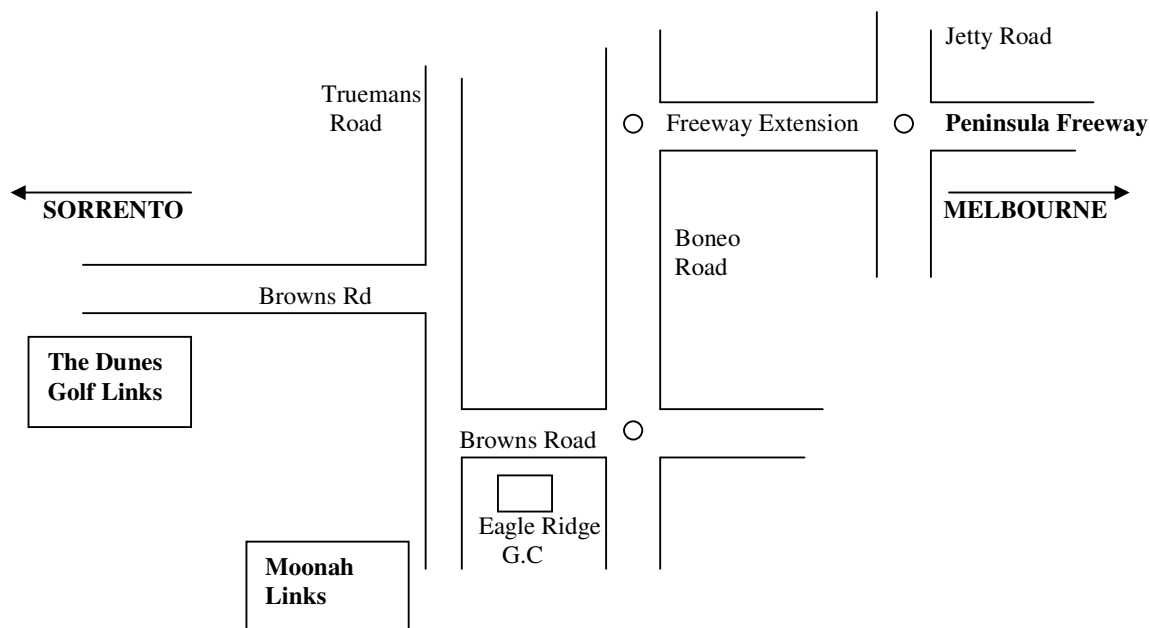 Jetty Road
Truemans
Road
Freeway Extension
Peninsula Freeway
SORRENTO
MELBOURNE
Boneo
Road
Browns Rd
The Dunes
Golf Links
Browns Road
Eagle Ridge
G.C
Moonah
Links